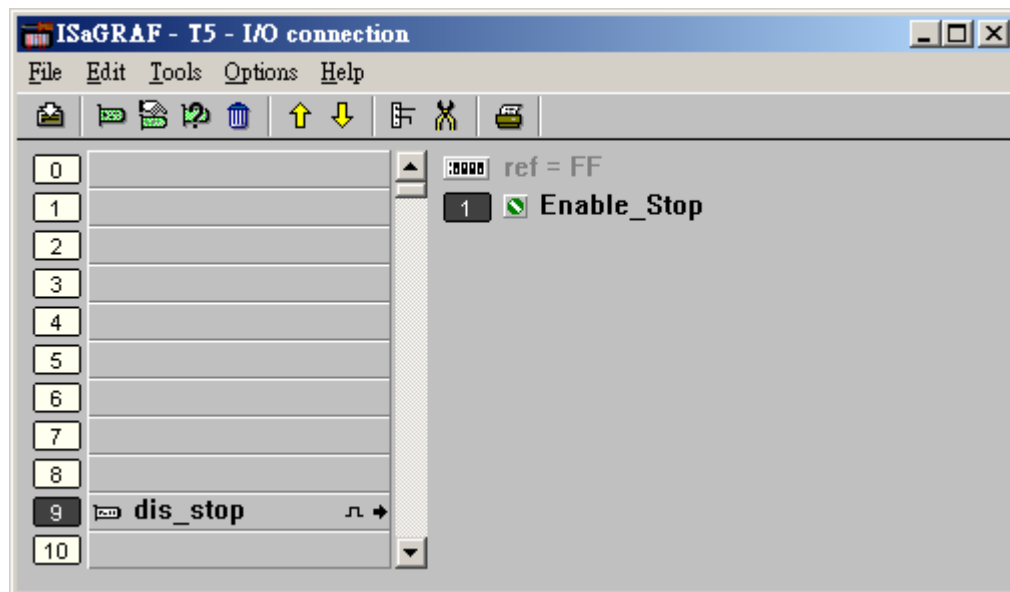 ISaGRAF - T5 - I/O connection
File Edit Tools Options Help
0
1
2
3
4
5
6
7
8
9 dis_stop
10
ref = FF
1 Enable_Stop